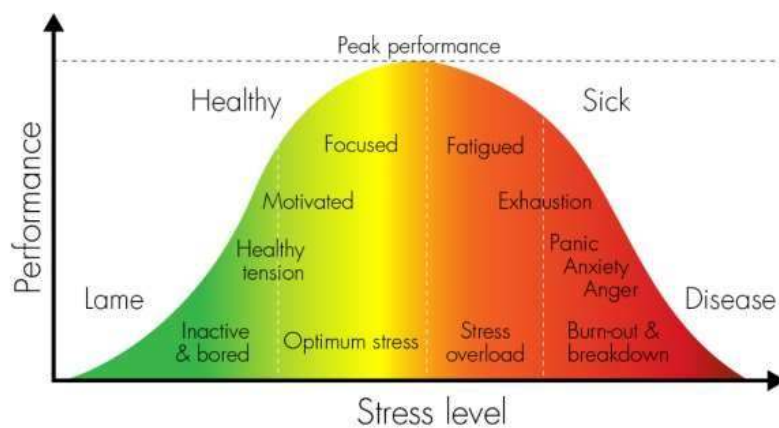 Peak performance
Healthy
Sick
Focused
Fatigued
Motivated
Exhaustion
Healthy
tension
Panic
Anxiety
Anger
Lame
Disease
Inactive
& bored
Optimum stress
Stress
overload
Burn-out &
breakdown
Performance
Stress level